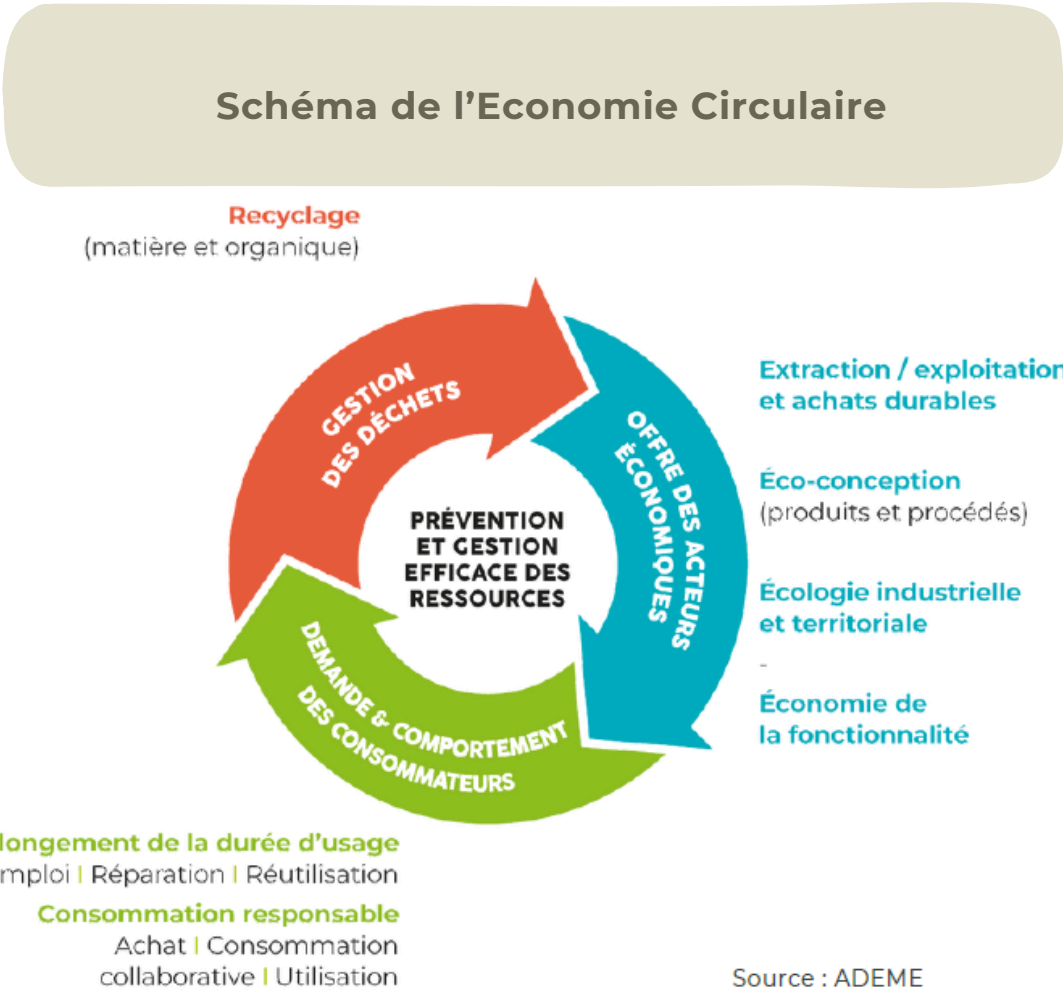 Schéma de l’Economie Circulaire
Recyclage
(matière et organique)
GESTION
DES DÉCHETS
OFFRE DES ACTEURS
ÉCONOMIQUES
Extraction / exploitation
et achats durables
Éco-conception
(produits et procédés)
Écologie industrielle
et territoriale
-
Économie de
la fonctionnalité
PRÉVENTION
ET GESTION
EFFICACE DES
RESSOURCES
DEMANDE & COMPORTEMENT
DES CONSOMMATEURS
longement de la durée d’usage
mploi | Réparation | Réutilisation
Consommation responsable
Achat | Consommation
collaborative | Utilisation
Source : ADEME